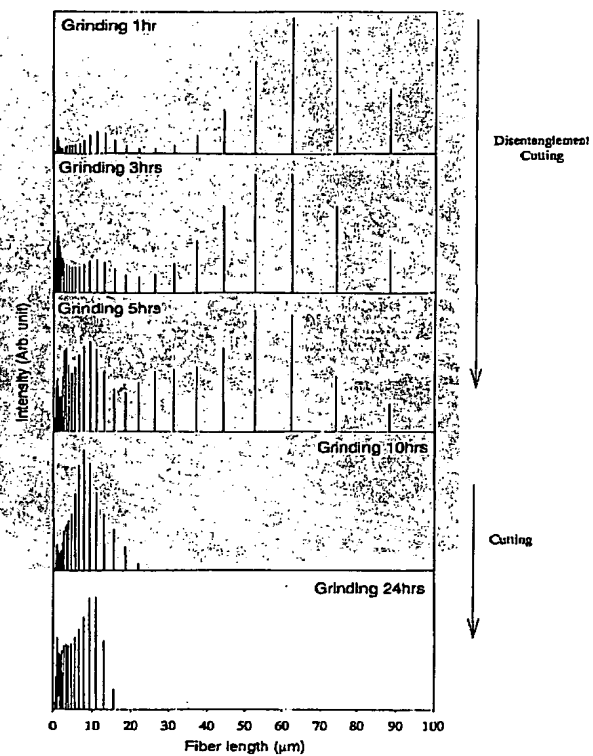 Grinding 1hr
Disentanglement
Cutting
Grinding 3hrs
Grinding 5hrs
Intensity (Arb. unit)
Grinding 10hrs
Cutting
Grinding 24hrs
0 10 20 30 40 50 60 70 80 90 100
Fiber length (μm)